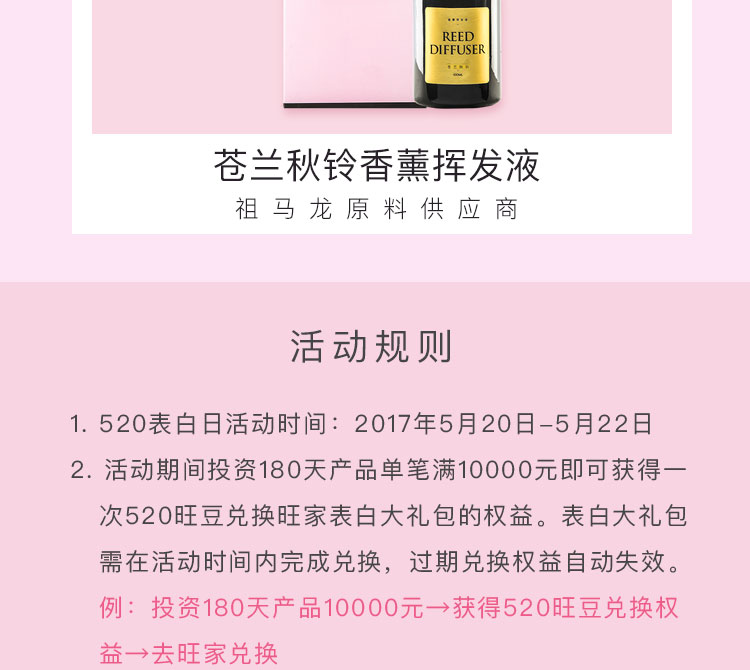 REED
DIFFUSER
苍兰秋铃香薰挥发液
祖马龙原料供应商
活动规则
1. 520表白日活动时间：2017年5月20日-5月22日
2. 活动期间投资180天产品单笔满10000元即可获得一
次520旺豆兑换旺家表白大礼包的权益。表白大礼包
需在活动时间内完成兑换，过期兑换权益自动失效。
例：投资180天产品10000元→获得520旺豆兑换权
益→去旺家兑换